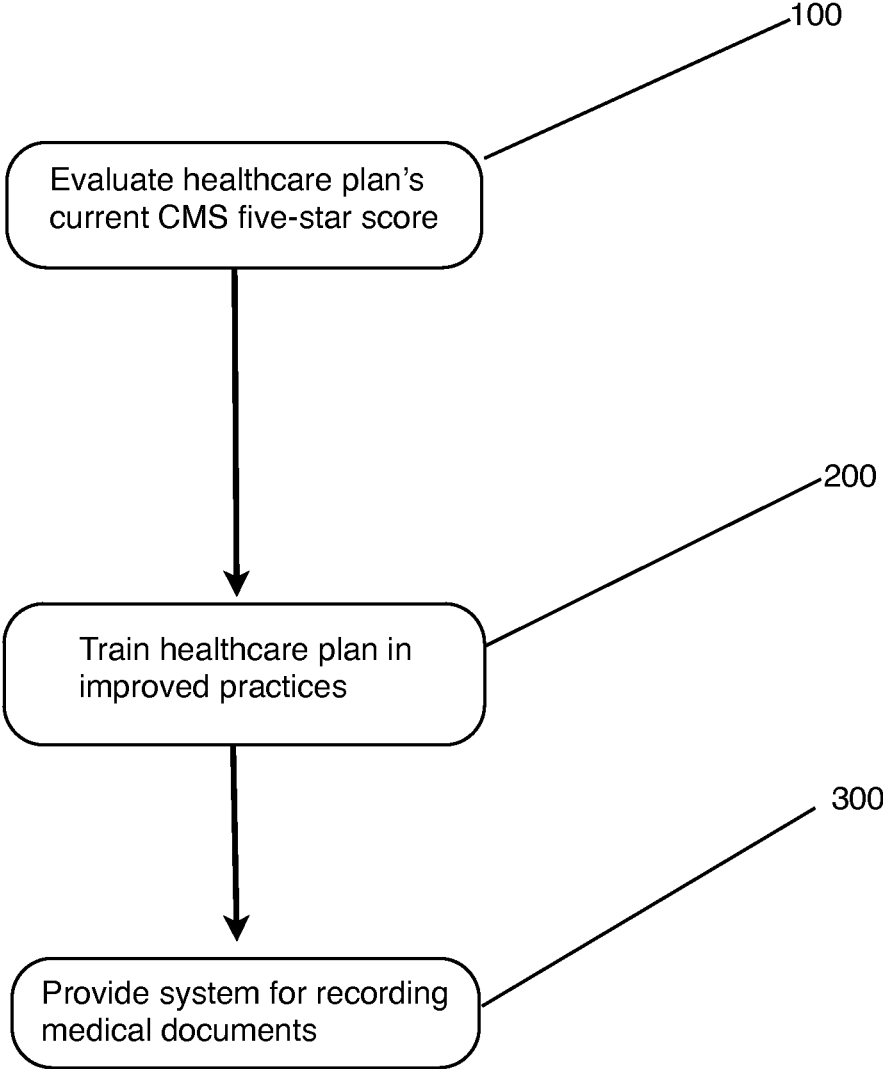 100
Evaluate healthcare plan’s
current CMS five-star score
200
Train healthcare plan in
improved practices
300
Provide system for recording
medical documents